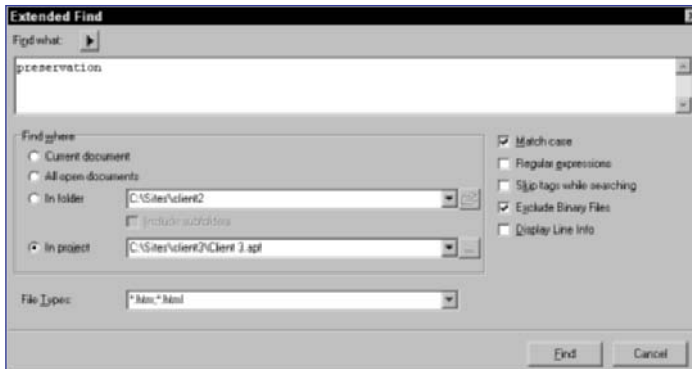 Extended Find
Find what:
preservation
Find where
Current document
All open documents
In folder C:\Sites\client2
Include subfolders
In project C:\Sites\client3\Client 3.apf
Match case
Regular expressions
Skip tags while searching
Exclude Binary Files
Display Line Info
File Types: *.htm;*.html
Find Cancel